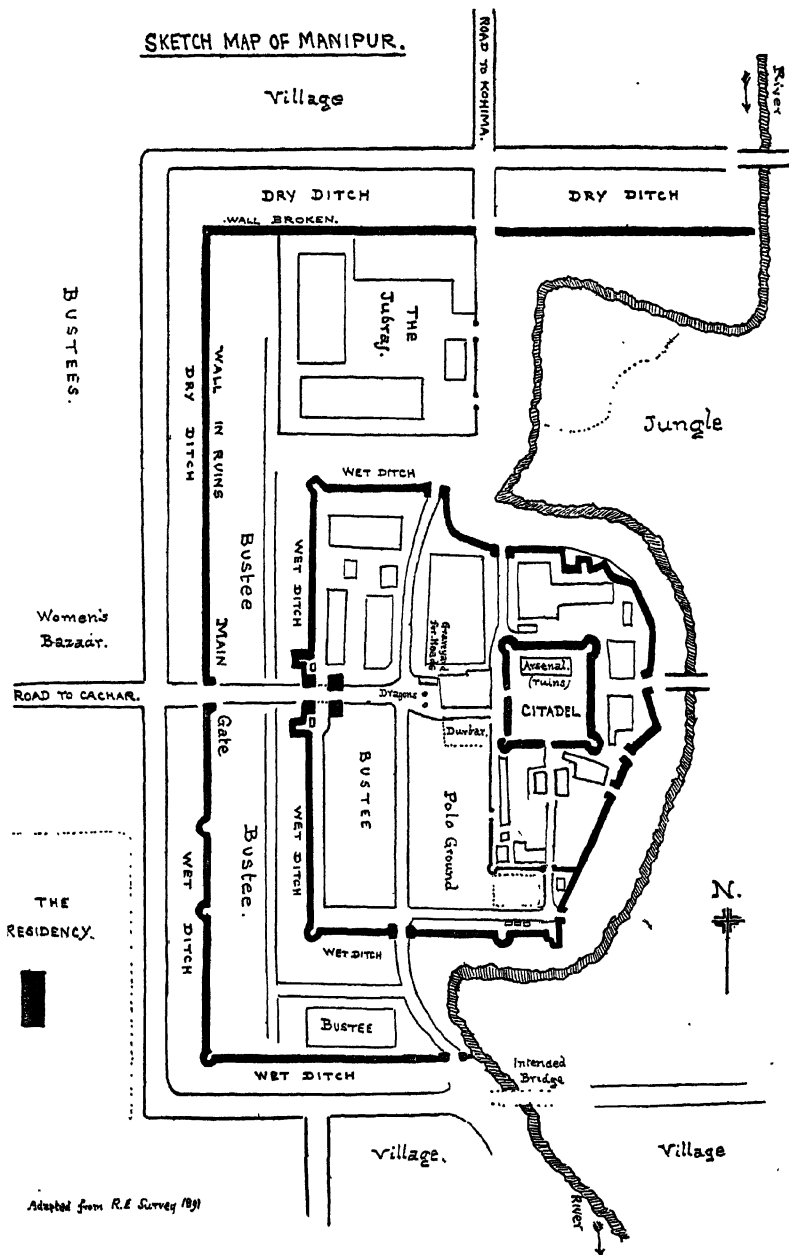 SKETCH MAP OF MANIPUR.
Village
ROAD TO KOHIMA.
River
DRY DITCH
DRY DITCH
WALL BROKEN.
BUSTEES.
THE
Jubraj.
WALL IN RUINS
DRY DITCH
Jungle
WET DITCH
Bustee
WET DITCH
Women's
Bazaar.
MAIN
Graveyard
for Royals
Arsenal.
(ruins)
ROAD TO CACHAR.
Dragons
CITADEL
Gate
Durbar.
BUSTEE
Polo Ground
WET DITCH
Bustee.
WET DITCH
THE
RESIDENCY.
N.
WET DITCH
BUSTEE
Intended
Bridge
WET DITCH
Village.
Village
River
Adapted from R.E Survey 1891